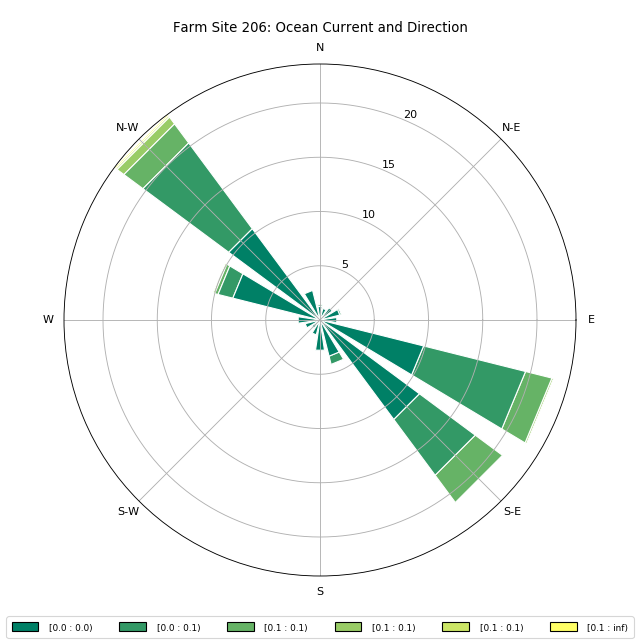 Farm Site 206: Ocean Current and Direction
N
N-W
N-E
20
15
10
5
W
E
S-W
S-E
S
[0.0 : 0.0) [0.0 : 0.1) [0.1 : 0.1) [0.1 : 0.1) [0.1 : 0.1) [0.1 : inf)